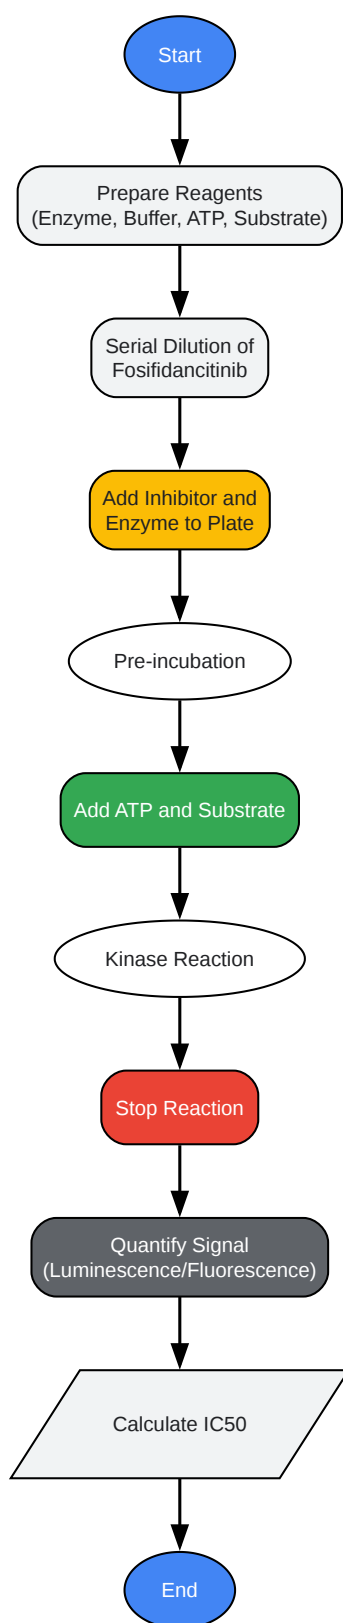 Start
Prepare Reagents
(Enzyme, Buffer, ATP, Substrate)
Serial Dilution of
Fosifidancitinib
Add Inhibitor and
Enzyme to Plate
Pre-incubation
Add ATP and Substrate
Kinase Reaction
Stop Reaction
Quantify Signal
(Luminescence/Fluorescence)
Calculate IC50
End